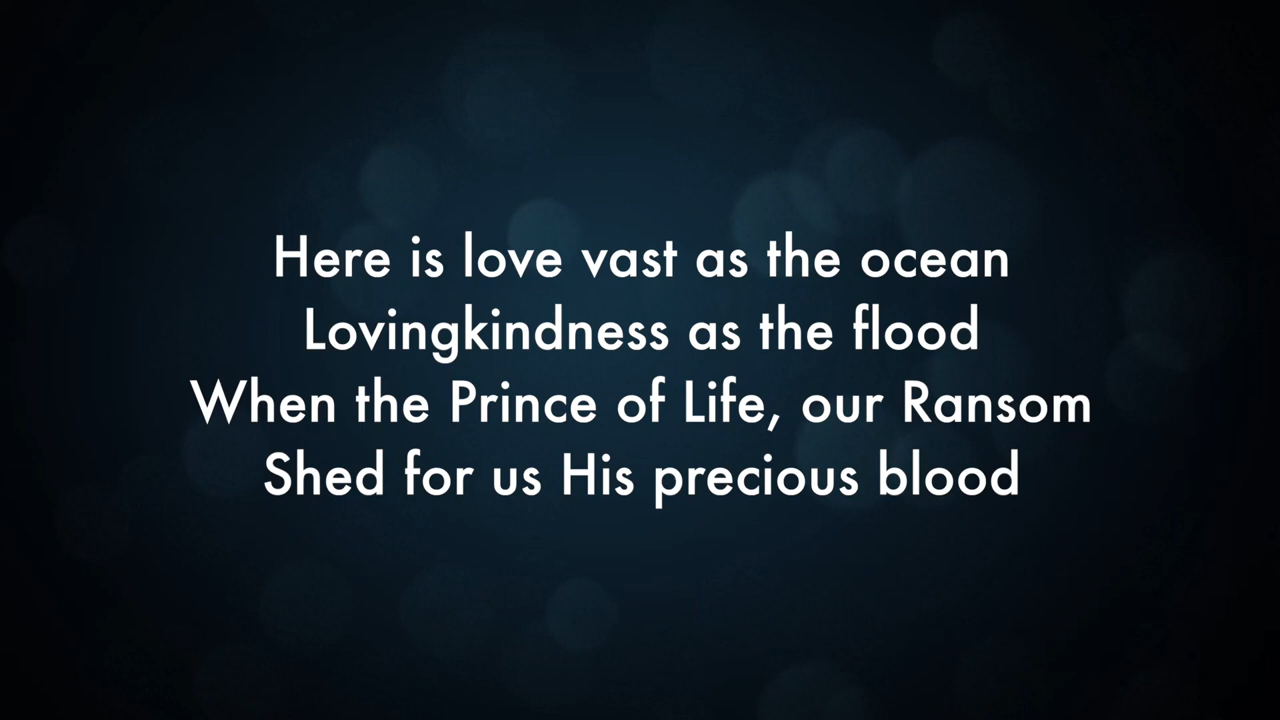 Here is love vast as the ocean
Lovingkindness as the flood
When the Prince of Life, our Ransom
Shed for us His precious blood